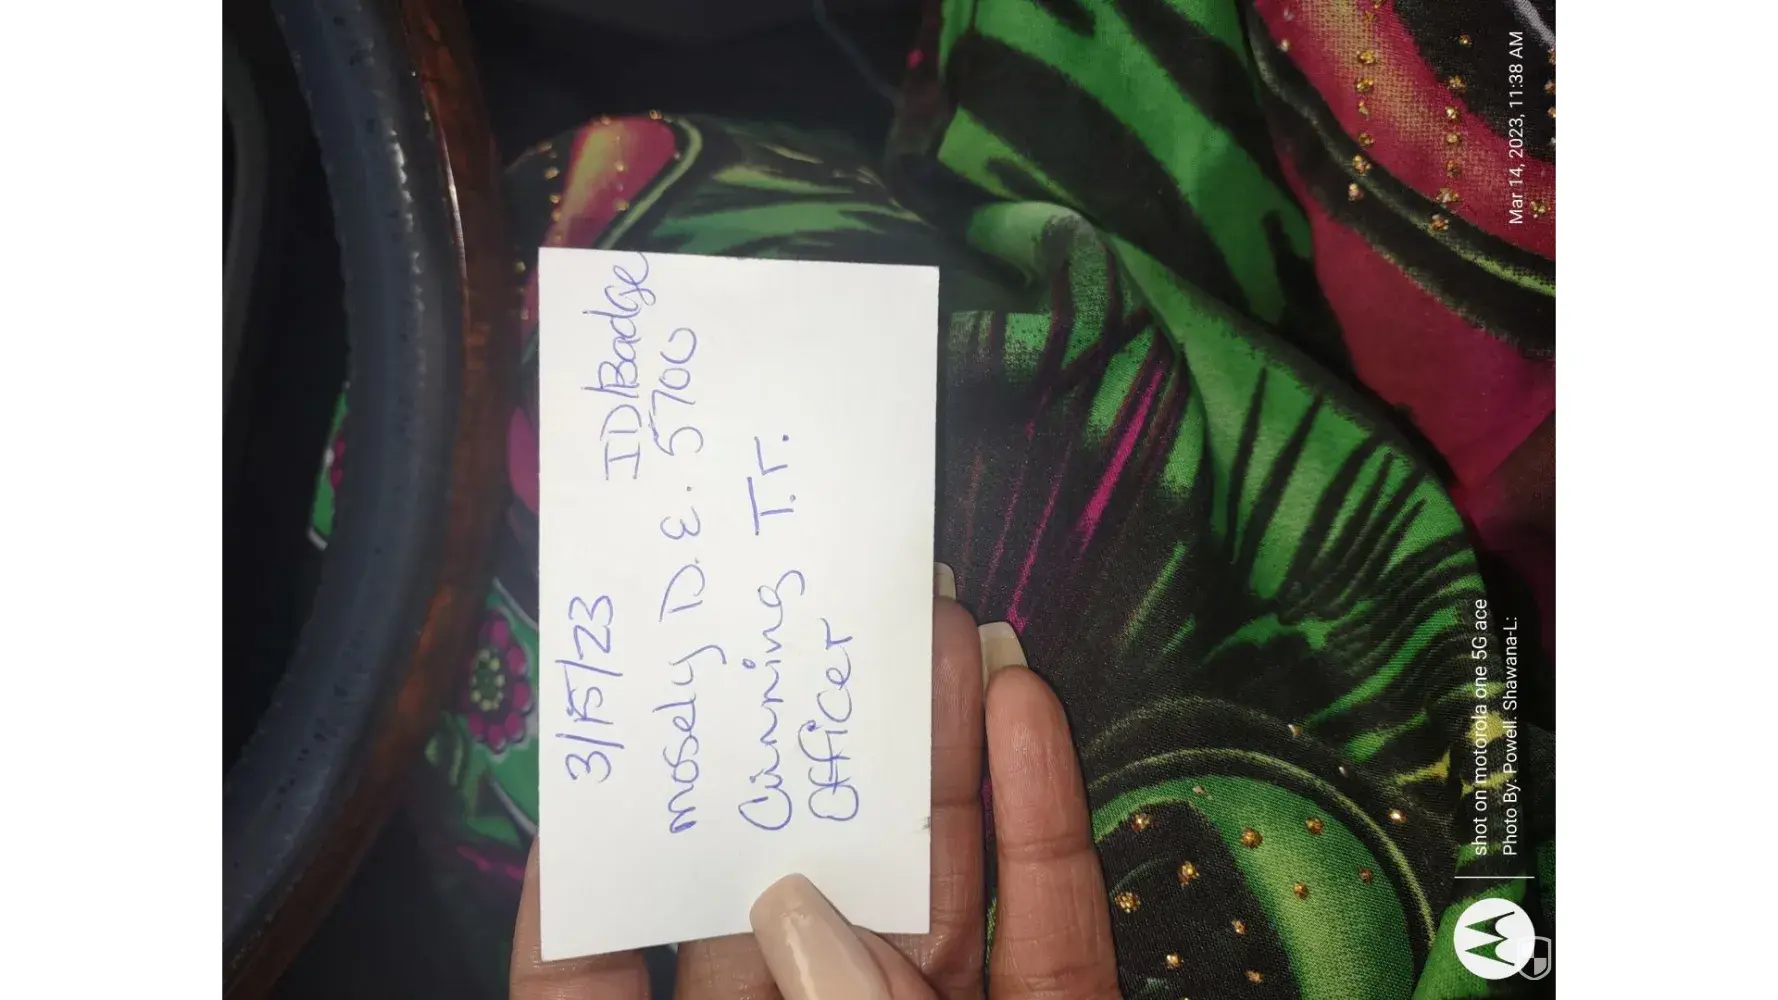 3/15/23
ID/Badge
mosely D.E. 5700
Cunning T.r.
Officer
shot on motorola one 5G ace
Photo By: Powell. Shawana-L:
Mar 14, 2023, 11:38 AM